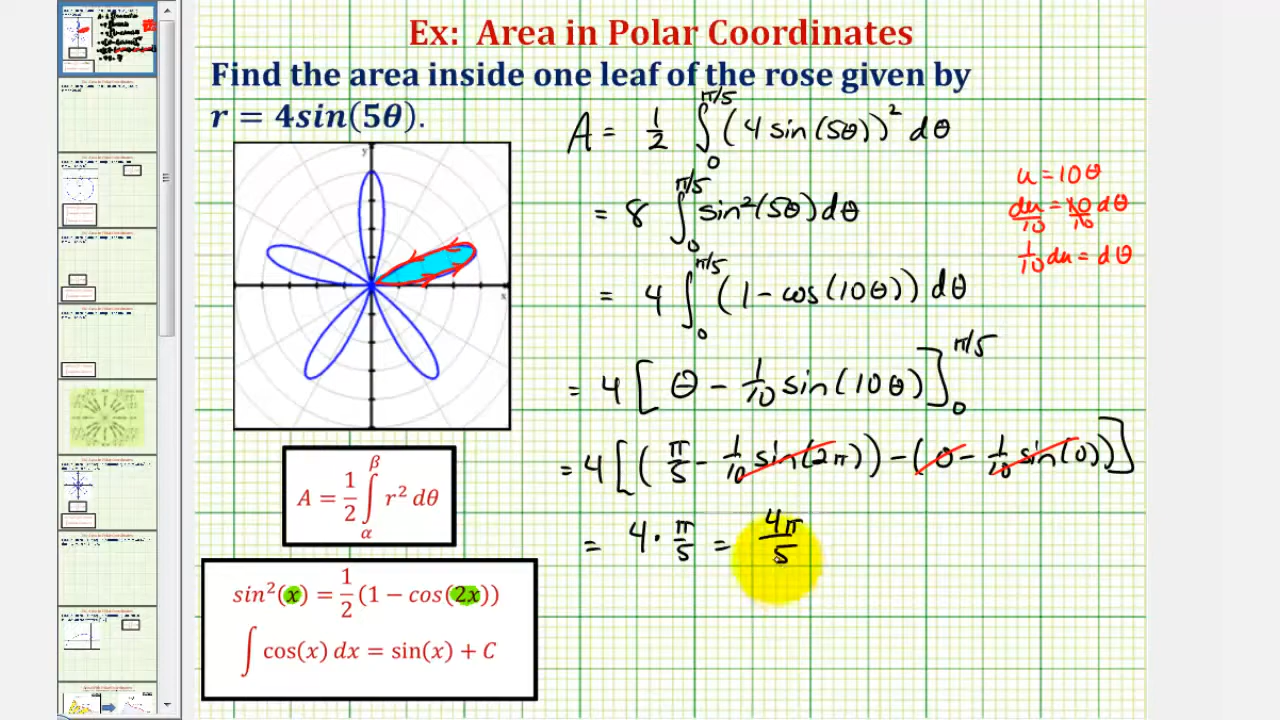 Ex: Area in Polar Coordinates
Find the area inside one leaf of the rose given by
r = 4sin(5θ).
y
x
A = 1/2 ∫₀^{π/5} (4 sin(5θ))² dθ
= 8 ∫₀^{π/5} sin²(5θ) dθ
= 4 ∫₀^{π/5} (1 - cos(10θ)) dθ
= 4 [ θ - 1/10 sin(10θ) ]₀^{π/5}
= 4 [ ( π/5 - 1/10 sin(2π) ) - ( 0 - 1/10 sin(0) ) ]
= 4 · π/5 = 4π/5
u = 10θ
du/10 = 10/10 dθ
1/10 du = dθ
A = 1/2 ∫_α^β r² dθ
sin²(x) = 1/2 (1 - cos(2x))
∫ cos(x) dx = sin(x) + C